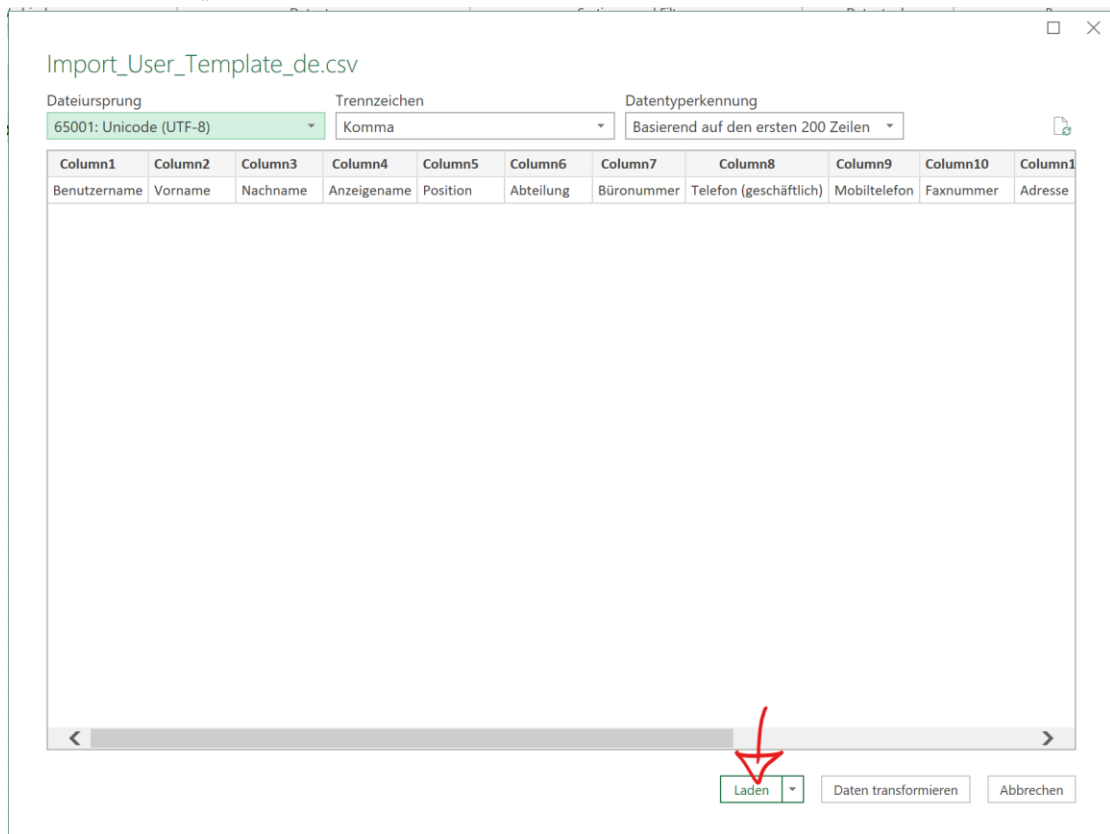 Import_User_Template_de.csv
Dateiursprung Trennzeichen Datentyperkennung
65001: Unicode (UTF-8) Komma Basierend auf den ersten 200 Zeilen
Column1 Column2 Column3 Column4 Column5 Column6 Column7 Column8 Column9 Column10 Column1
Benutzername Vorname Nachname Anzeigename Position Abteilung Büronummer Telefon (geschäftlich) Mobiltelefon Faxnummer Adresse
Laden Daten transformieren Abbrechen